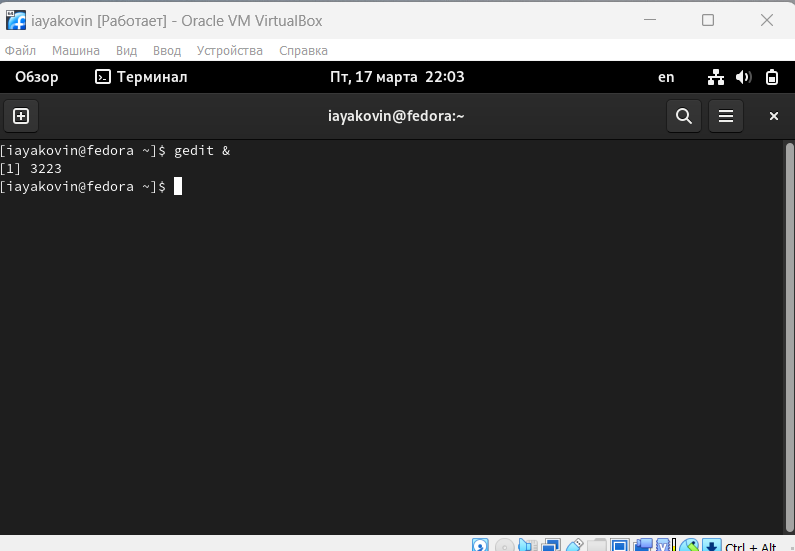 iayakovin [Работает] - Oracle VM VirtualBox
Файл Машина Вид Ввод Устройства Справка
Обзор Терминал Пт, 17 марта 22:03 en
iayakovin@fedora:~
[iayakovin@fedora ~]$ gedit &
[1] 3223
[iayakovin@fedora ~]$
Ctrl + Alt